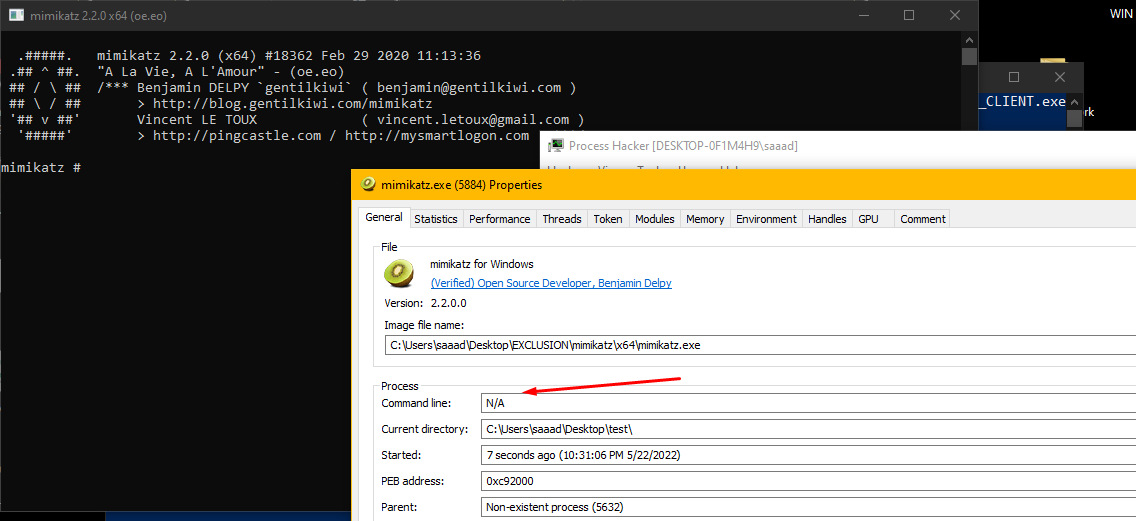 mimikatz 2.2.0 x64 (oe.eo)
WIN
.#####. mimikatz 2.2.0 (x64) #18362 Feb 29 2020 11:13:36
.## ^ ##. "A La Vie, A L'Amour" - (oe.eo)
## / \ ## /*** Benjamin DELPY `gentilkiwi` ( benjamin@gentilkiwi.com )
## \ / ## > http://blog.gentilkiwi.com/mimikatz
'## v ##' Vincent LE TOUX ( vincent.letoux@gmail.com )
'#####' > http://pingcastle.com / http://mysmartlogon.com
mimikatz #
_CLIENT.exe
rk
Process Hacker [DESKTOP-0F1M4H9\saaad]
mimikatz.exe (5884) Properties
General Statistics Performance Threads Token Modules Memory Environment Handles GPU Comment
File
mimikatz for Windows
(Verified) Open Source Developer, Benjamin Delpy
Version: 2.2.0.0
Image file name:
C:\Users\saaad\Desktop\EXCLUSION\mimikatz\x64\mimikatz.exe
Process
Command line: N/A
Current directory: C:\Users\saaad\Desktop\test\
Started: 7 seconds ago (10:31:06 PM 5/22/2022)
PEB address: 0xc92000
Parent: Non-existent process (5632)